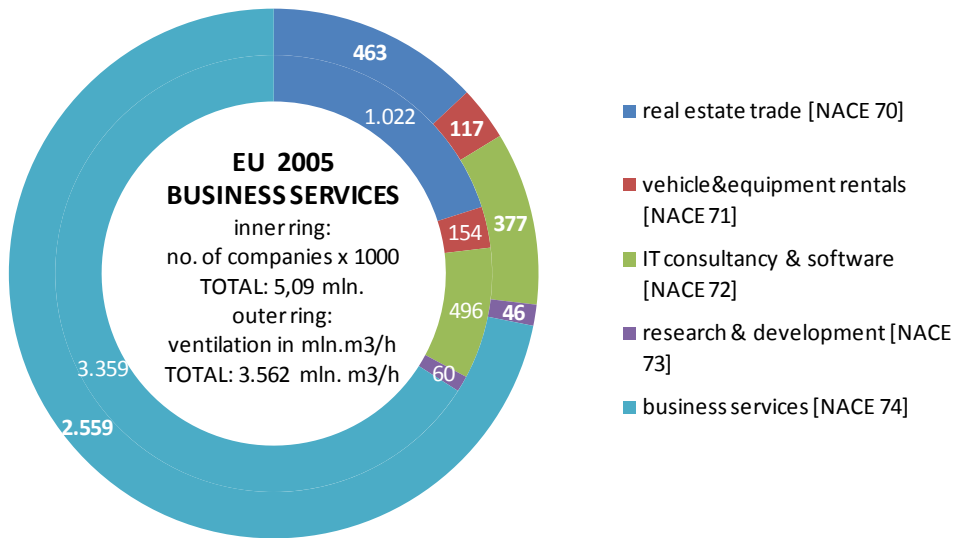 463
1.022
117
154
377
496
46
60
3.359
2.559
EU 2005
BUSINESS SERVICES
inner ring:
no. of companies x 1000
TOTAL: 5,09 mln.
outer ring:
ventilation in mln.m3/h
TOTAL: 3.562 mln. m3/h
real estate trade [NACE 70]
vehicle&equipment rentals
[NACE 71]
IT consultancy & software
[NACE 72]
research & development [NACE
73]
business services [NACE 74]